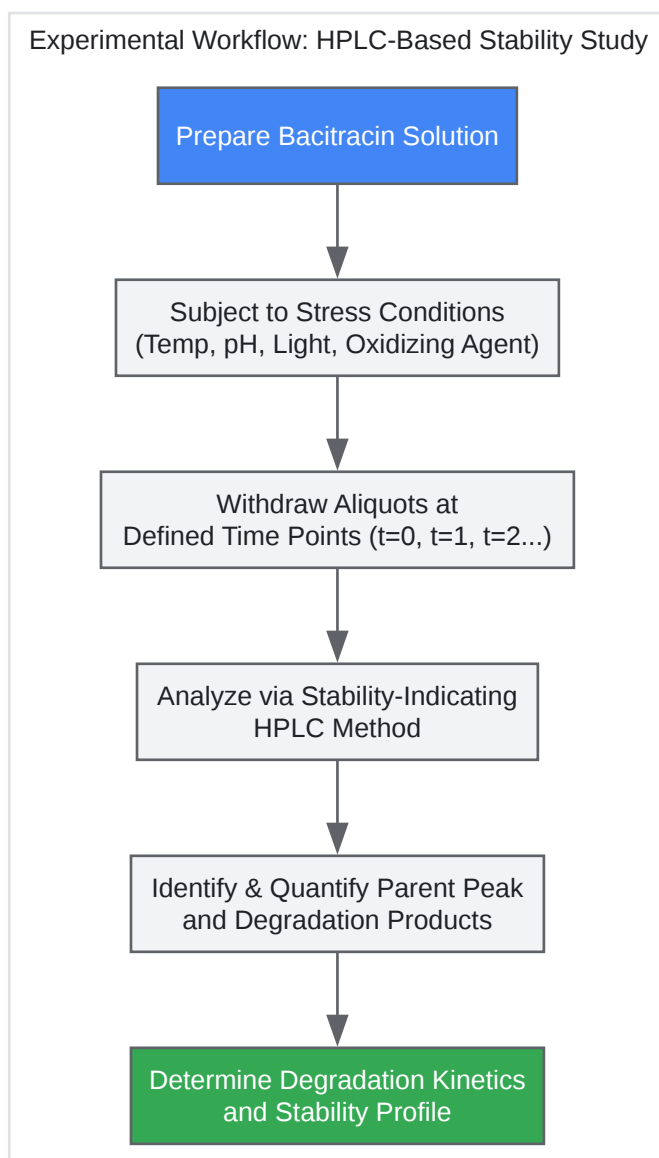 Experimental Workflow: HPLC-Based Stability Study
Prepare Bacitracin Solution
Subject to Stress Conditions
(Temp, pH, Light, Oxidizing Agent)
Withdraw Aliquots at
Defined Time Points (t=0, t=1, t=2...)
Analyze via Stability-Indicating
HPLC Method
Identify & Quantify Parent Peak
and Degradation Products
Determine Degradation Kinetics
and Stability Profile